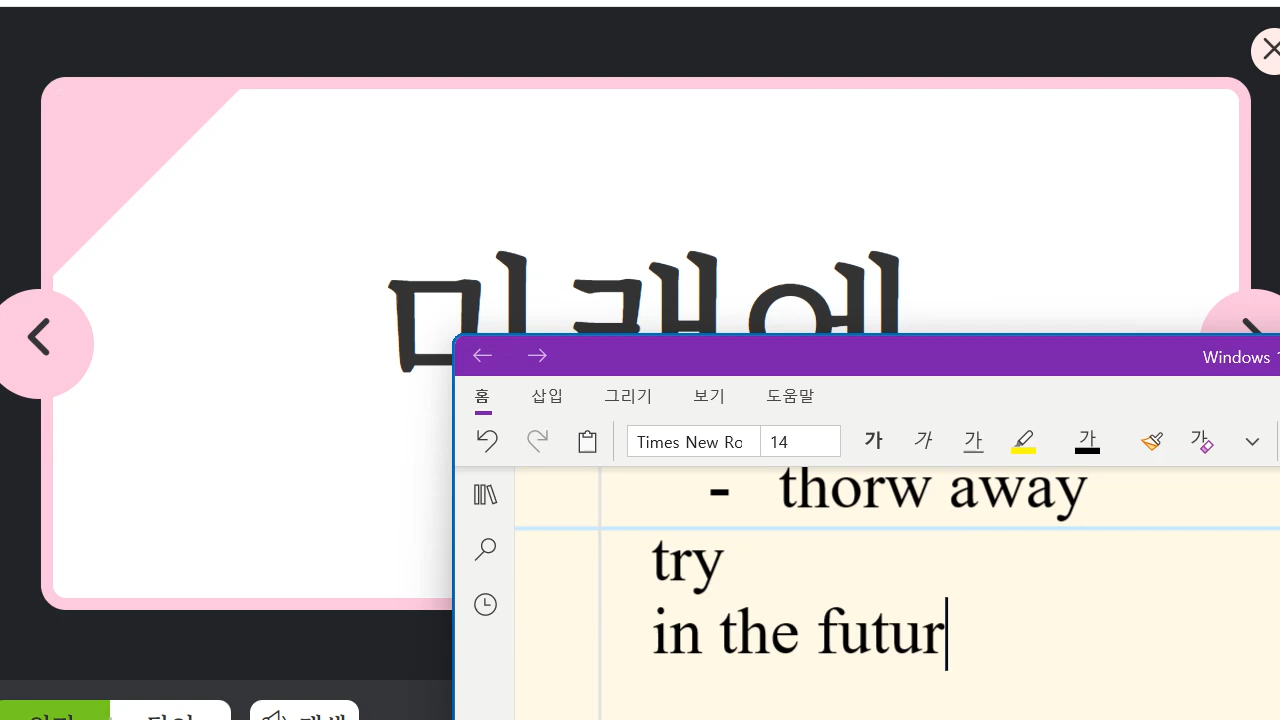 미래에
Windows
홈 삽입 그리기 보기 도움말
Times New Ro 14 가 가 가 가 가
- thorw away
try
in the futur